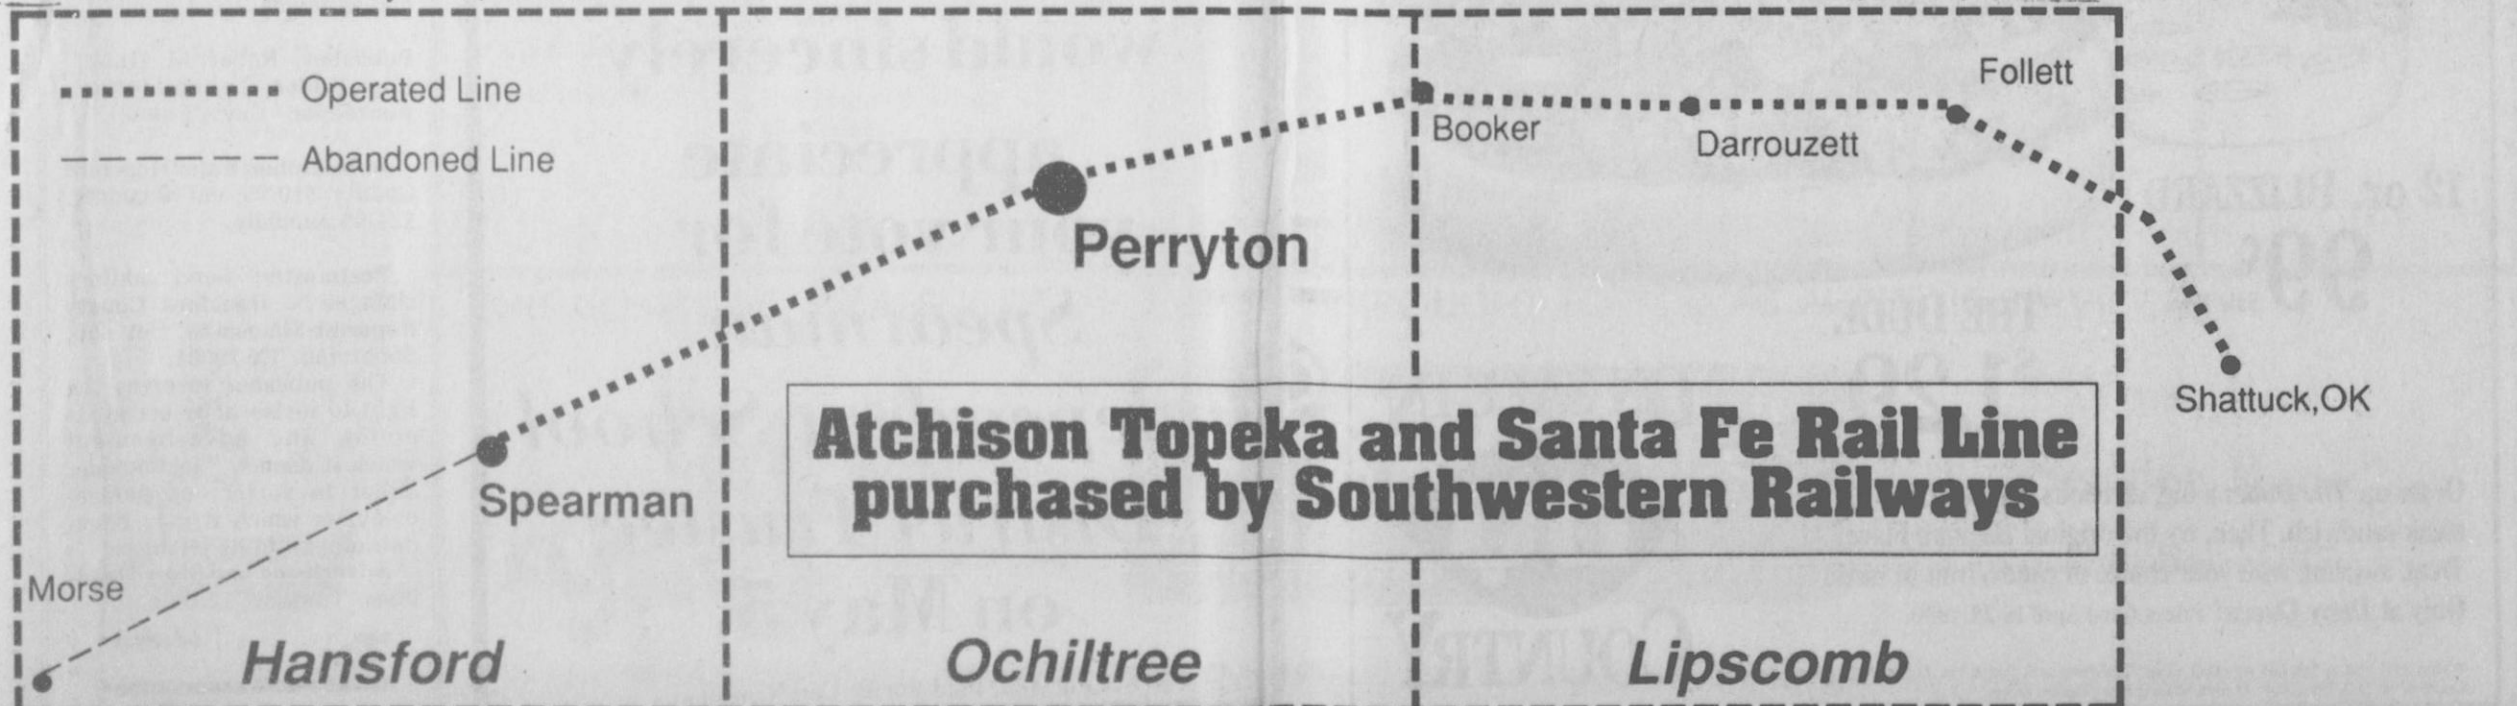 Operated Line
Abandoned Line
Follett
Booker
Darrouzett
Perryton
Shattuck,OK
Atchison Topeka and Santa Fe Rail Line
purchased by Southwestern Railways
Spearman
Morse
Hansford
Ochiltree
Lipscomb